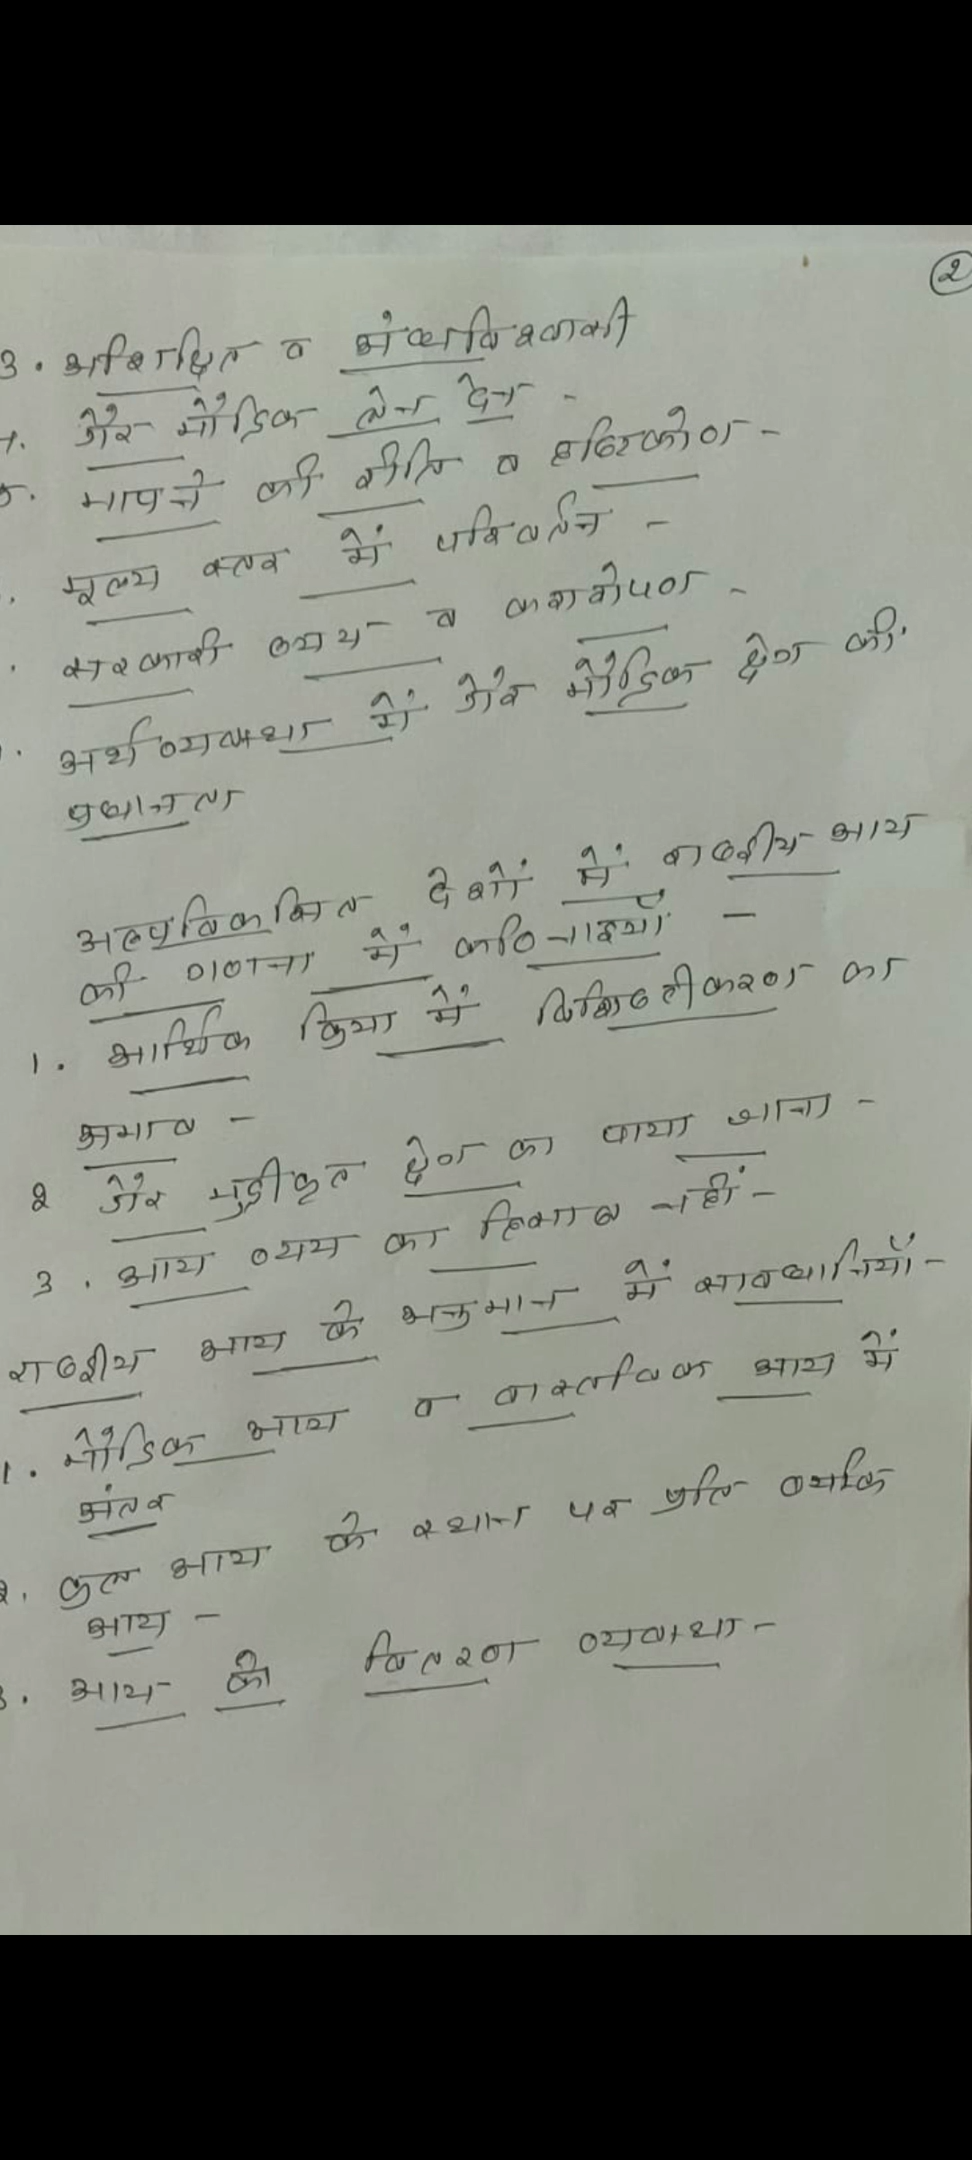 2
3. अशिक्षित व अंधविश्वासी
4. गैर मौद्रिक लेन देन -
5. मापने की रीति व दृष्टिकोण -
मूल्य स्तर में परिवर्तन -
सरकारी व्यय व करारोपण -
अर्थव्यवस्था में गैर मौद्रिक क्षेत्र की
प्रधानता
अल्पविकसित देशों में राष्ट्रीय आय
की गणना में कठिनाइयाँ -
1. आर्थिक क्रिया में विशिष्टीकरण का
अभाव -
2 गैर मुद्रीकृत क्षेत्र का पाया जाना -
3. आय व्यय का हिसाब नहीं -
राष्ट्रीय आय के अनुमान में सावधानियाँ -
1. मौद्रिक आय व वास्तविक आय में
अंतर
2. कुल आय के स्थान पर प्रति व्यक्ति
आय -
3. आय की वितरण व्यवस्था -